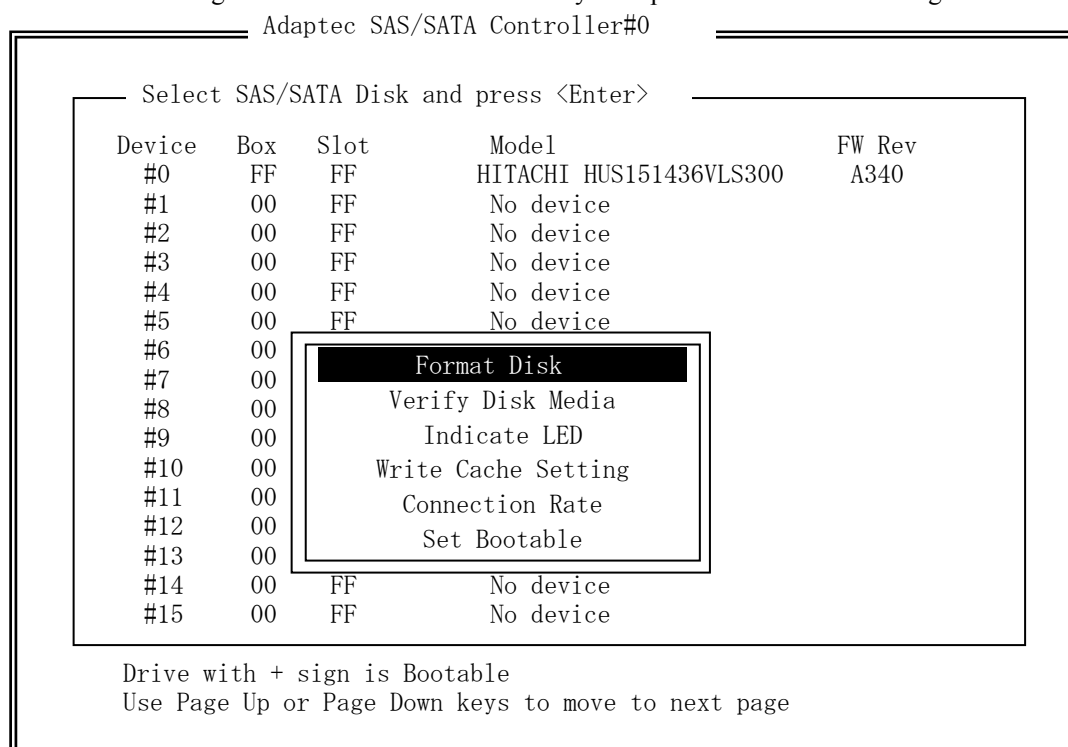 Adaptec SAS/SATA Controller#0
Select SAS/SATA Disk and press <Enter>
Device Box Slot Model FW Rev
#0 FF FF HITACHI HUS151436VLS300 A340
#1 00 FF No device
#2 00 FF No device
#3 00 FF No device
#4 00 FF No device
#5 00 FF No device
#6 00
Format Disk
#7 00
Verify Disk Media
#8 00
#9 00 Indicate LED
#10 00 Write Cache Setting
#11 00 Connection Rate
#12 00
Set Bootable
#13 00
#14 00 FF No device
#15 00 FF No device
Drive with + sign is Bootable
Use Page Up or Page Down keys to move to next page